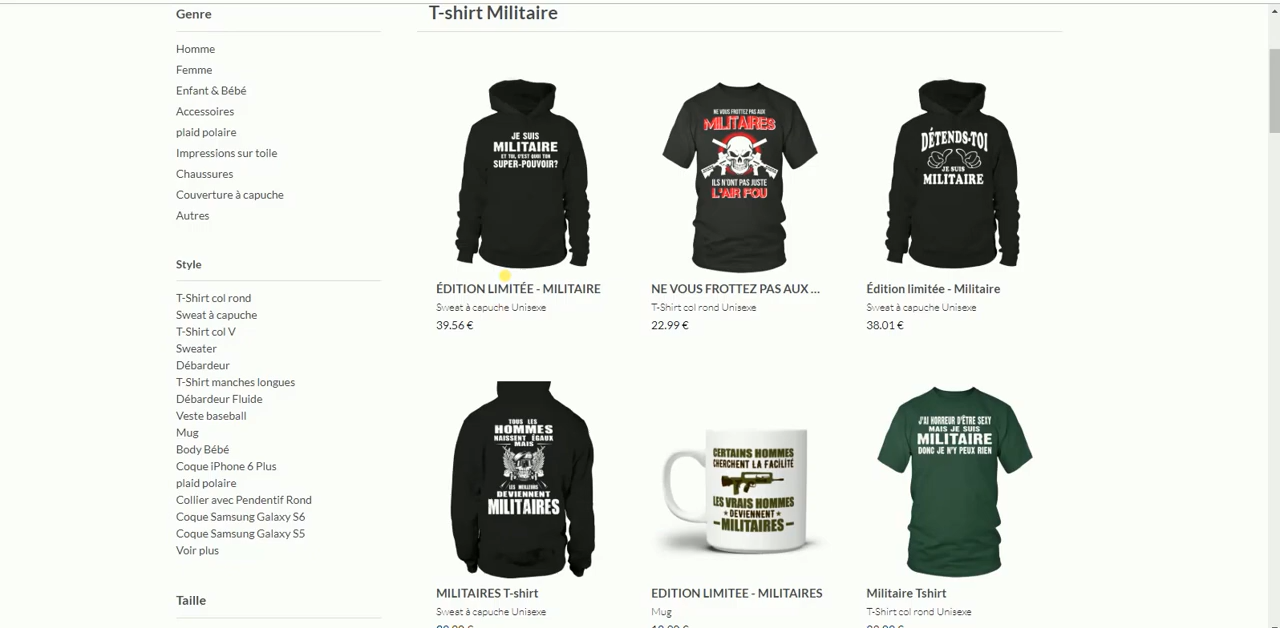 Genre
Homme
Femme
Enfant & Bébé
Accessoires
plaid polaire
Impressions sur toile
Chaussures
Couverture à capuche
Autres
Style
T-Shirt col rond
Sweat à capuche
T-Shirt col V
Sweater
Débardeur
T-Shirt manches longues
Débardeur Fluide
Veste baseball
Mug
Body Bébé
Coque iPhone 6 Plus
plaid polaire
Collier avec Pendentif Rond
Coque Samsung Galaxy S6
Coque Samsung Galaxy S5
Voir plus
Taille
T-shirt Militaire
JE SUIS
MILITAIRE
ET TOI, C'EST QUOI TON
SUPER-POUVOIR?
ÉDITION LIMITÉE - MILITAIRE
Sweat à capuche Unisexe
39.56 €
NE VOUS FROTTEZ PAS AUX
MILITAIRES
ILS N'ONT PAS JUSTE
L'AIR FOU
NE VOUS FROTTEZ PAS AUX ...
T-Shirt col rond Unisexe
22.99 €
DÉTENDS-TOI
JE SUIS
MILITAIRE
Édition limitée - Militaire
Sweat à capuche Unisexe
38.01 €
TOUS LES
HOMMES
NAISSENT ÉGAUX
MAIS
LES MEILLEURS
DEVIENNENT
MILITAIRES
MILITAIRES T-shirt
Sweat à capuche Unisexe
CERTAINS HOMMES
CHERCHENT LA FACILITÉ
LES VRAIS HOMMES
DEVIENNENT
MILITAIRES
EDITION LIMITEE - MILITAIRES
Mug
J'AI HORREUR D'ÊTRE SEXY
MAIS JE SUIS
MILITAIRE
DONC JE N'Y PEUX RIEN
Militaire Tshirt
T-Shirt col rond Unisexe